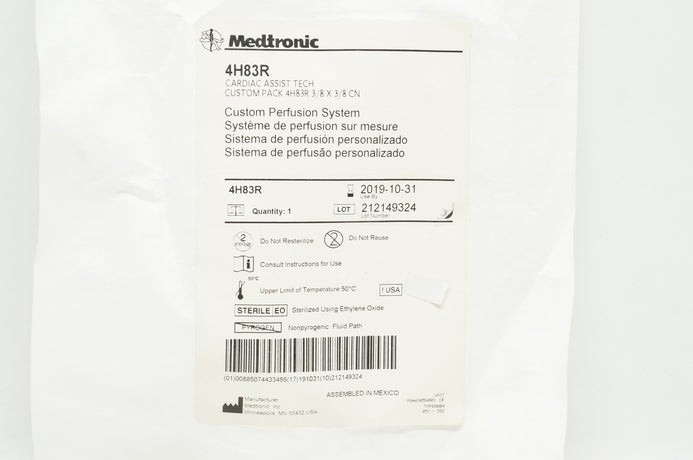 Medtronic
4H83R
CARDIAC ASSIST TECH
CUSTOM PACK 4H83R 3/8 X 3/8 CN
Custom Perfusion System
Système de perfusion sur mesure
Sistema de perfusión personalizado
Sistema de perfusão personalizado
4H83R
2019-10-31
Use By
Quantity: 1
LOT 212149324
Lot Number
Do Not Resterilize
2
Do Not Reuse
Consult Instructions for Use
50°C
Upper Limit of Temperature 50°C
! USA
STERILE EO Sterilized Using Ethylene Oxide
PYROGEN Nonpyrogenic Fluid Path
(01)00885074433486(17)191031(10)212149324
ASSEMBLED IN MEXICO
Manufacturer
Medtronic, Inc.
Minneapolis, MN 55432 USA